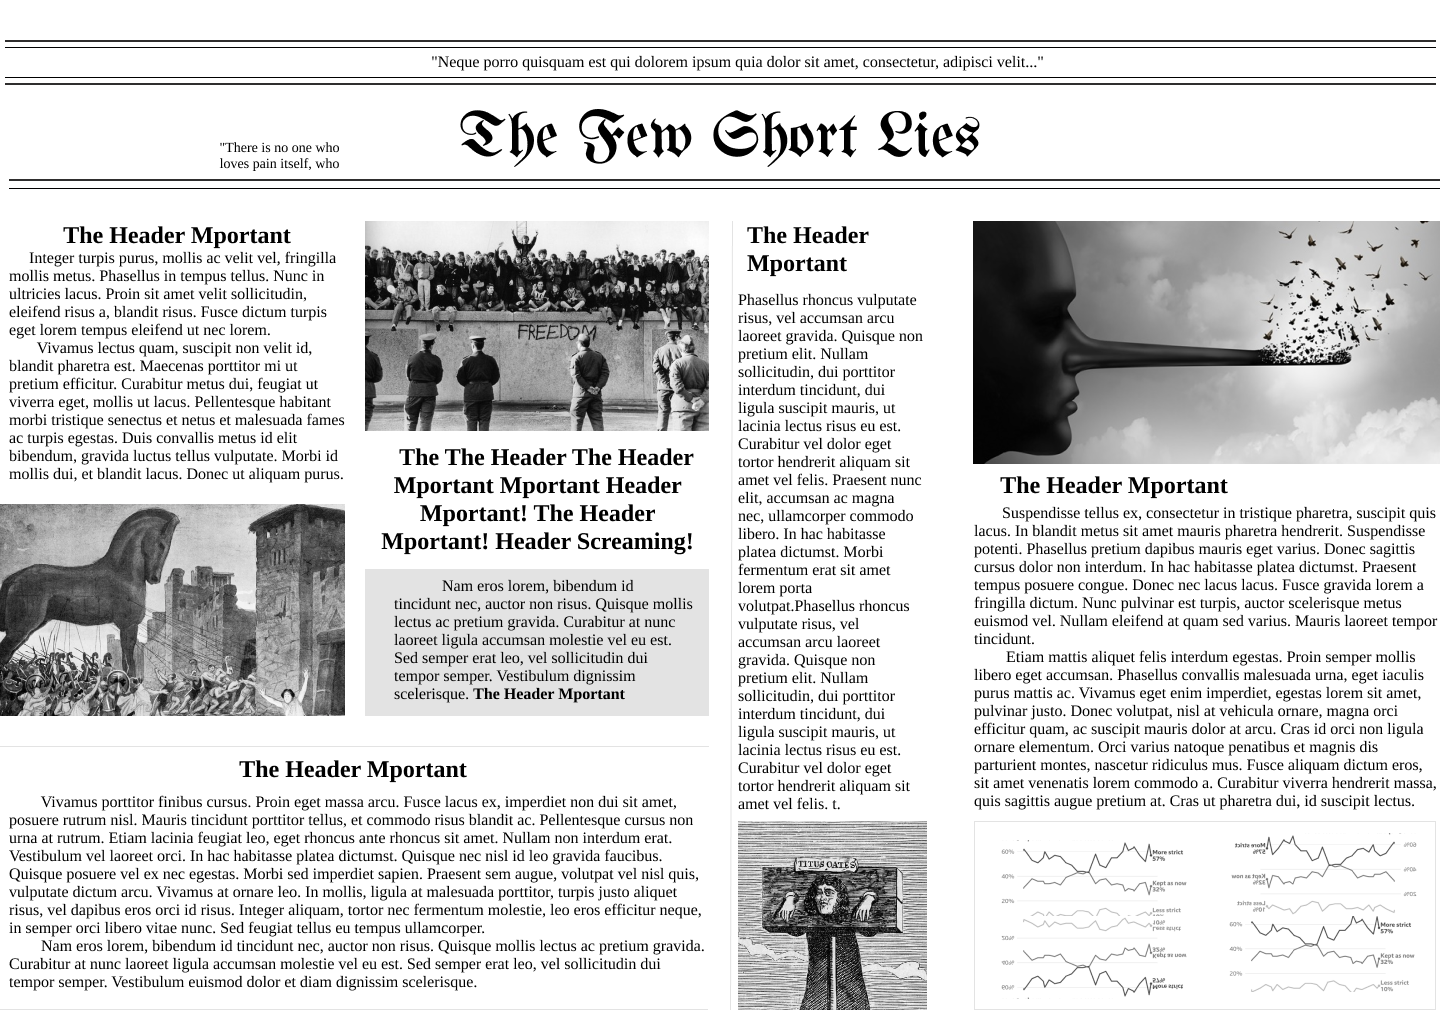 "Neque porro quisquam est qui dolorem ipsum quia dolor sit amet, consectetur, adipisci velit..."
"There is no one who
loves pain itself, who
The Few Short Lies
The Header Mportant
Integer turpis purus, mollis ac velit vel, fringilla
mollis metus. Phasellus in tempus tellus. Nunc in
ultricies lacus. Proin sit amet velit sollicitudin,
eleifend risus a, blandit risus. Fusce dictum turpis
eget lorem tempus eleifend ut nec lorem.
Vivamus lectus quam, suscipit non velit id,
blandit pharetra est. Maecenas porttitor mi ut
pretium efficitur. Curabitur metus dui, feugiat ut
viverra eget, mollis ut lacus. Pellentesque habitant
morbi tristique senectus et netus et malesuada fames
ac turpis egestas. Duis convallis metus id elit
bibendum, gravida luctus tellus vulputate. Morbi id
mollis dui, et blandit lacus. Donec ut aliquam purus.
FREEDOM
The The Header The Header
Mportant Mportant Header
Mportant! The Header
Mportant! Header Screaming!
Nam eros lorem, bibendum id
tincidunt nec, auctor non risus. Quisque mollis
lectus ac pretium gravida. Curabitur at nunc
laoreet ligula accumsan molestie vel eu est.
Sed semper erat leo, vel sollicitudin dui
tempor semper. Vestibulum dignissim
scelerisque. The Header Mportant
The Header Mportant
Vivamus porttitor finibus cursus. Proin eget massa arcu. Fusce lacus ex, imperdiet non dui sit amet,
posuere rutrum nisl. Mauris tincidunt porttitor tellus, et commodo risus blandit ac. Pellentesque cursus non
urna at rutrum. Etiam lacinia feugiat leo, eget rhoncus ante rhoncus sit amet. Nullam non interdum erat.
Vestibulum vel laoreet orci. In hac habitasse platea dictumst. Quisque nec nisl id leo gravida faucibus.
Quisque posuere vel ex nec egestas. Morbi sed imperdiet sapien. Praesent sem augue, volutpat vel nisl quis,
vulputate dictum arcu. Vivamus at ornare leo. In mollis, ligula at malesuada porttitor, turpis justo aliquet
risus, vel dapibus eros orci id risus. Integer aliquam, tortor nec fermentum molestie, leo eros efficitur neque,
in semper orci libero vitae nunc. Sed feugiat tellus eu tempus ullamcorper.
Nam eros lorem, bibendum id tincidunt nec, auctor non risus. Quisque mollis lectus ac pretium gravida.
Curabitur at nunc laoreet ligula accumsan molestie vel eu est. Sed semper erat leo, vel sollicitudin dui
tempor semper. Vestibulum euismod dolor et diam dignissim scelerisque.
The Header
Mportant
Phasellus rhoncus vulputate
risus, vel accumsan arcu
laoreet gravida. Quisque non
pretium elit. Nullam
sollicitudin, dui porttitor
interdum tincidunt, dui
ligula suscipit mauris, ut
lacinia lectus risus eu est.
Curabitur vel dolor eget
tortor hendrerit aliquam sit
amet vel felis. Praesent nunc
elit, accumsan ac magna
nec, ullamcorper commodo
libero. In hac habitasse
platea dictumst. Morbi
fermentum erat sit amet
lorem porta
volutpat.Phasellus rhoncus
vulputate risus, vel
accumsan arcu laoreet
gravida. Quisque non
pretium elit. Nullam
sollicitudin, dui porttitor
interdum tincidunt, dui
ligula suscipit mauris, ut
lacinia lectus risus eu est.
Curabitur vel dolor eget
tortor hendrerit aliquam sit
amet vel felis. t.
TITUS OATES
The Header Mportant
Suspendisse tellus ex, consectetur in tristique pharetra, suscipit quis
lacus. In blandit metus sit amet mauris pharetra hendrerit. Suspendisse
potenti. Phasellus pretium dapibus mauris eget varius. Donec sagittis
cursus dolor non interdum. In hac habitasse platea dictumst. Praesent
tempus posuere congue. Donec nec lacus lacus. Fusce gravida lorem a
fringilla dictum. Nunc pulvinar est turpis, auctor scelerisque metus
euismod vel. Nullam eleifend at quam sed varius. Mauris laoreet tempor
tincidunt.
Etiam mattis aliquet felis interdum egestas. Proin semper mollis
libero eget accumsan. Phasellus convallis malesuada urna, eget iaculis
purus mattis ac. Vivamus eget enim imperdiet, egestas lorem sit amet,
pulvinar justo. Donec volutpat, nisl at vehicula ornare, magna orci
efficitur quam, ac suscipit mauris dolor at arcu. Cras id orci non ligula
ornare elementum. Orci varius natoque penatibus et magnis dis
parturient montes, nascetur ridiculus mus. Fusce aliquam dictum eros,
sit amet venenatis lorem commodo a. Curabitur viverra hendrerit massa,
quis sagittis augue pretium at. Cras ut pharetra dui, id suscipit lectus.
60%
More strict
57%
40%
Kept as now
32%
20%
Less strict
60%
More strict
57%
40%
Kept as now
32%
20%
Less strict
10%